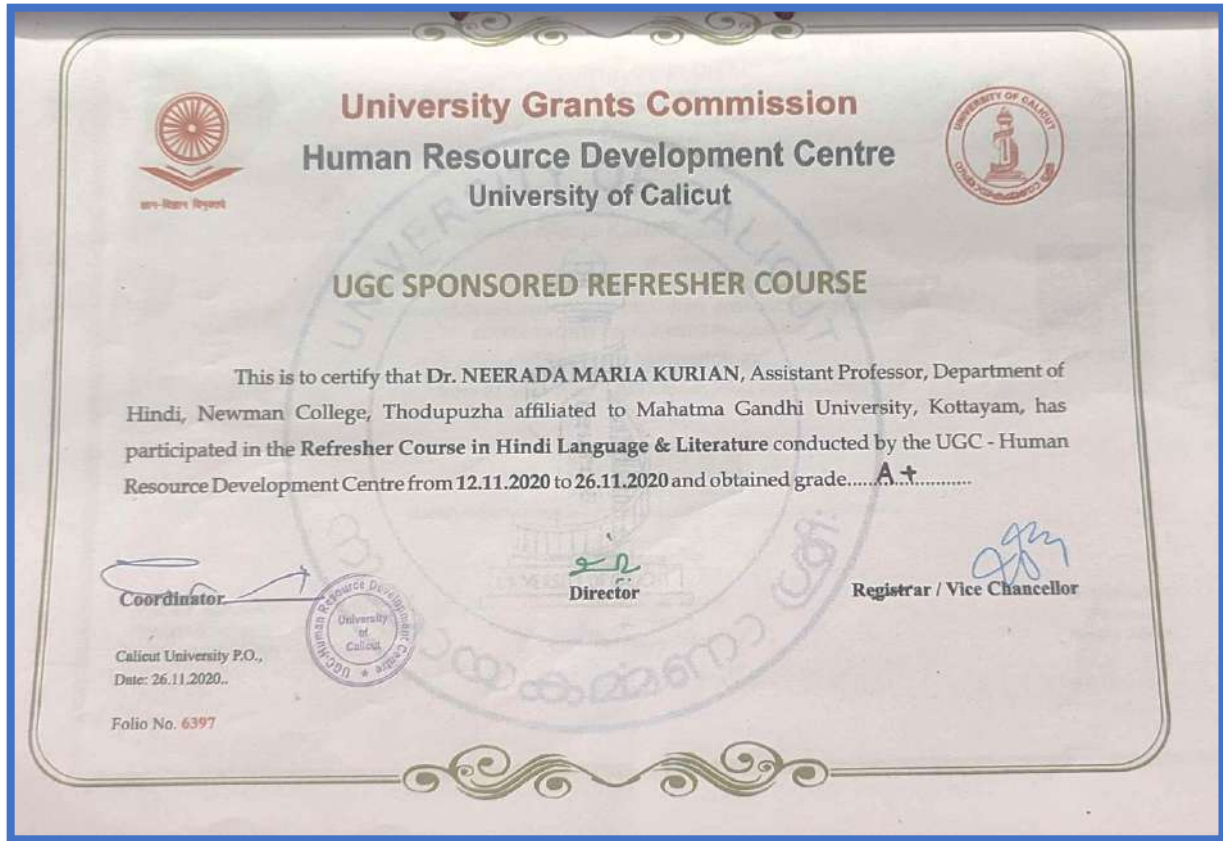 University Grants Commission
Human Resource Development Centre
University of Calicut
UNIVERSITY OF CALICUT
ज्ञान-विज्ञान विमुक्तये
UGC SPONSORED REFRESHER COURSE
This is to certify that Dr. NEERADA MARIA KURIAN, Assistant Professor, Department of
Hindi, Newman College, Thodupuzha affiliated to Mahatma Gandhi University, Kottayam, has
participated in the Refresher Course in Hindi Language & Literature conducted by the UGC - Human
Resource Development Centre from 12.11.2020 to 26.11.2020 and obtained grade.....A+............
Coordinator
Director
Registrar / Vice Chancellor
UGC-Human Resource Development Centre
University
of
Calicut
Calicut University P.O.,
Date: 26.11.2020..
Folio No. 6397
UNIVERSITY OF CALICUT